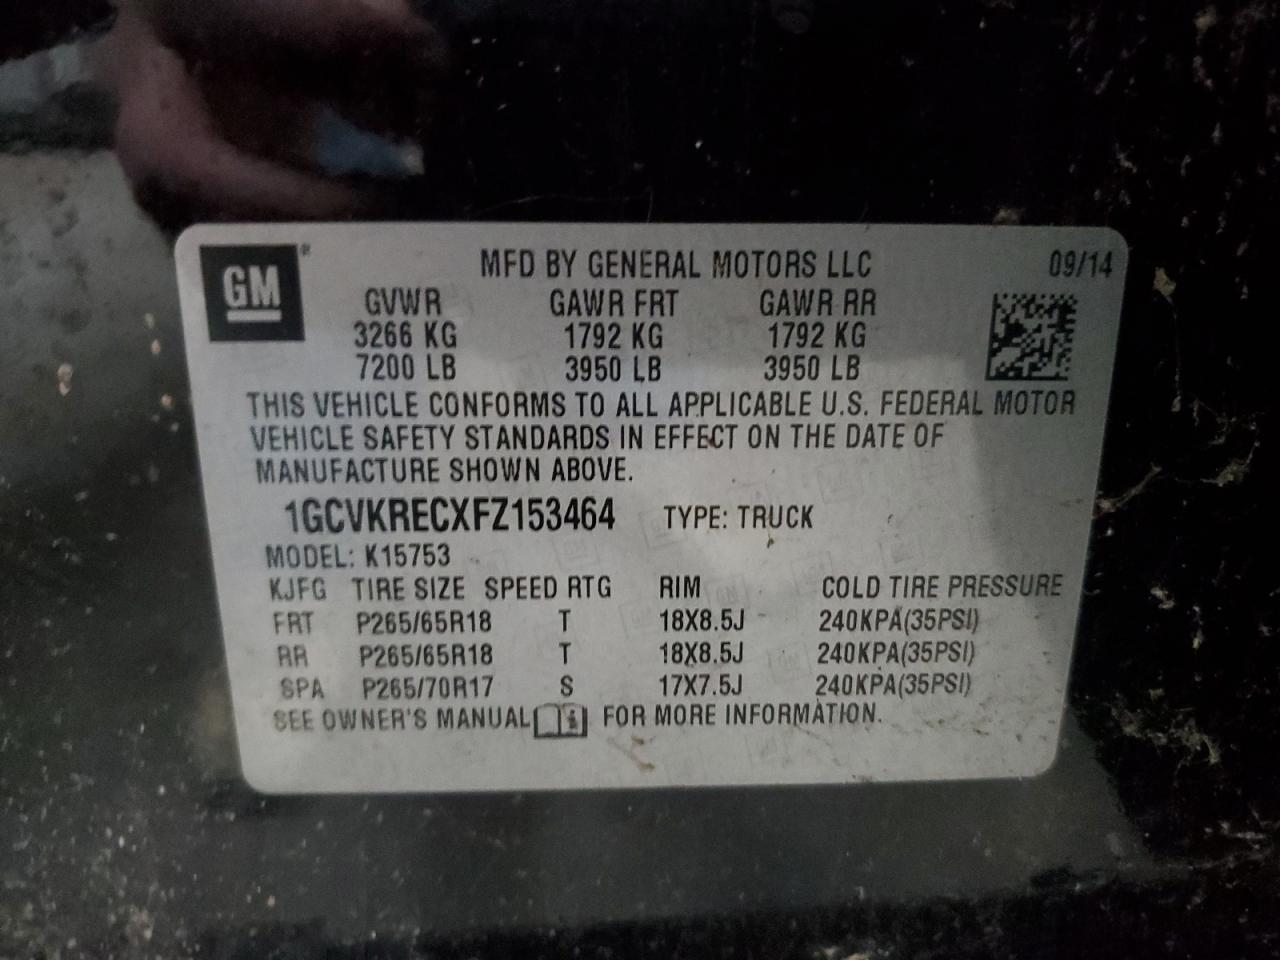 GM
MFD BY GENERAL MOTORS LLC 09/14
GVWR GAWR FRT GAWR RR
3266 KG 1792 KG 1792 KG
7200 LB 3950 LB 3950 LB
THIS VEHICLE CONFORMS TO ALL APPLICABLE U.S. FEDERAL MOTOR
VEHICLE SAFETY STANDARDS IN EFFECT ON THE DATE OF
MANUFACTURE SHOWN ABOVE.
1GCVKRECXFZ153464 TYPE: TRUCK
MODEL: K15753
KJFG TIRE SIZE SPEED RTG RIM COLD TIRE PRESSURE
FRT P265/65R18 T 18X8.5J 240KPA(35PSI)
RR P265/65R18 T 18X8.5J 240KPA(35PSI)
SPA P265/70R17 S 17X7.5J 240KPA(35PSI)
SEE OWNER'S MANUAL FOR MORE INFORMATION.